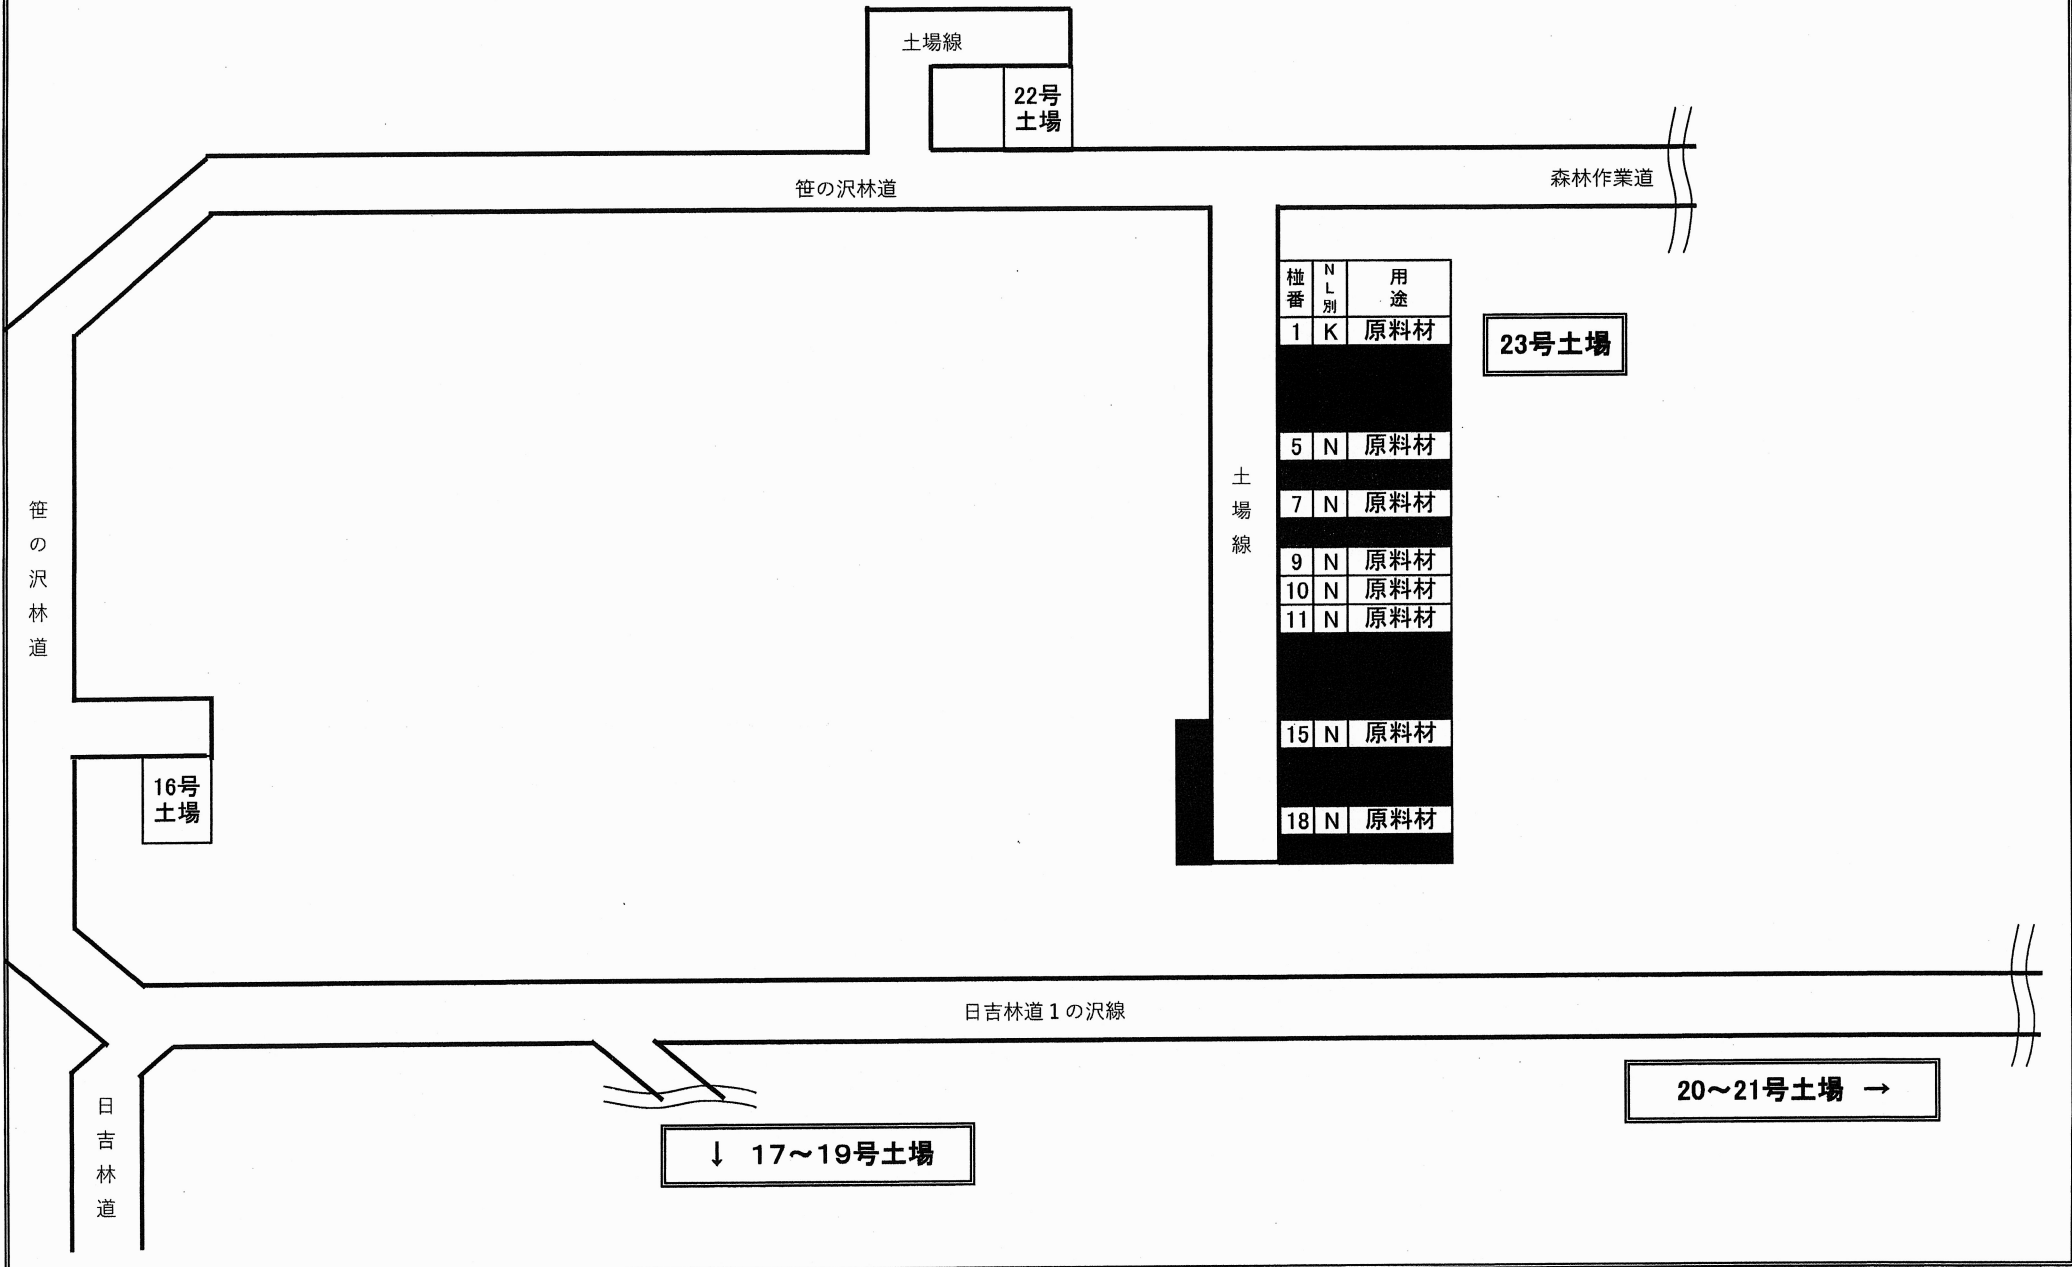 土場線
22号
土場
笹の沢林道
森林作業道
椪番 NL別 用途
1 K 原料材
5 N 原料材
7 N 原料材
9 N 原料材
10 N 原料材
11 N 原料材
15 N 原料材
18 N 原料材
23号土場
土場線
笹の沢林道
16号
土場
日吉林道1の沢線
20～21号土場 →
↓ 17～19号土場
日吉林道